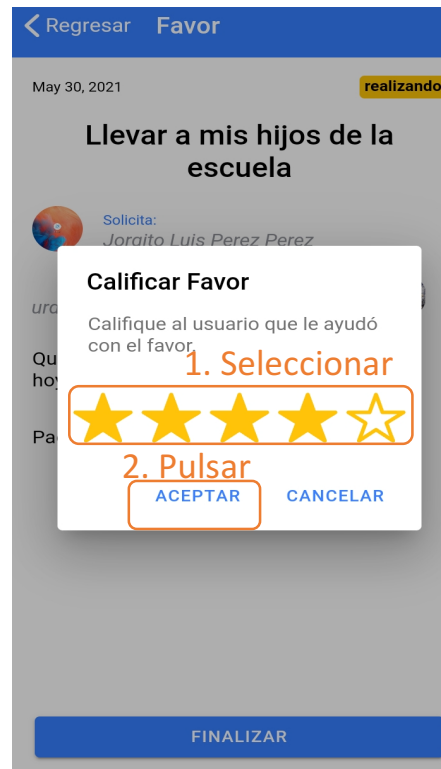 Regresar Favor
May 30, 2021
realizando
Llevar a mis hijos de la
escuela
Solicita:
Jorgito Luis Perez Perez
Calificar Favor
Califique al usuario que le ayudó
con el favor.
1. Seleccionar
2. Pulsar
ACEPTAR CANCELAR
FINALIZAR